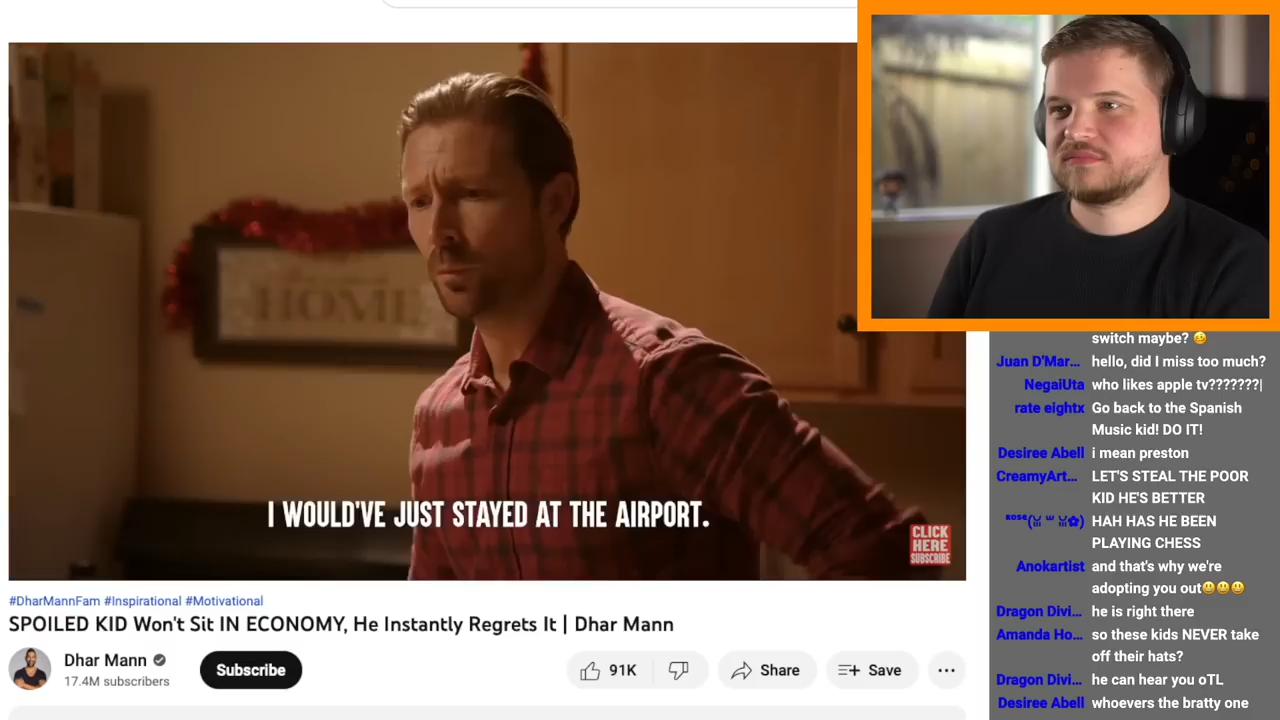 HOME
I WOULD'VE JUST STAYED AT THE AIRPORT.
CLICK
HERE
SUBSCRIBE
#DharMannFam #Inspirational #Motivational
SPOILED KID Won't Sit IN ECONOMY, He Instantly Regrets It | Dhar Mann
Dhar Mann
17.4M subscribers
Subscribe
91K
Share
Save
switch maybe? 🥴
Juan D'Mar... hello, did I miss too much?
NegaiUta who likes apple tv???????|
rate eightx Go back to the Spanish
Music kid! DO IT!
Desiree Abell i mean preston
CreamyArt... LET'S STEAL THE POOR
KID HE'S BETTER
HAH HAS HE BEEN
PLAYING CHESS
Anokartist and that's why we're
adopting you out😃😃😃
Dragon Divi... he is right there
Amanda Ho... so these kids NEVER take
off their hats?
Dragon Divi... he can hear you oTL
Desiree Abell whoevers the bratty one